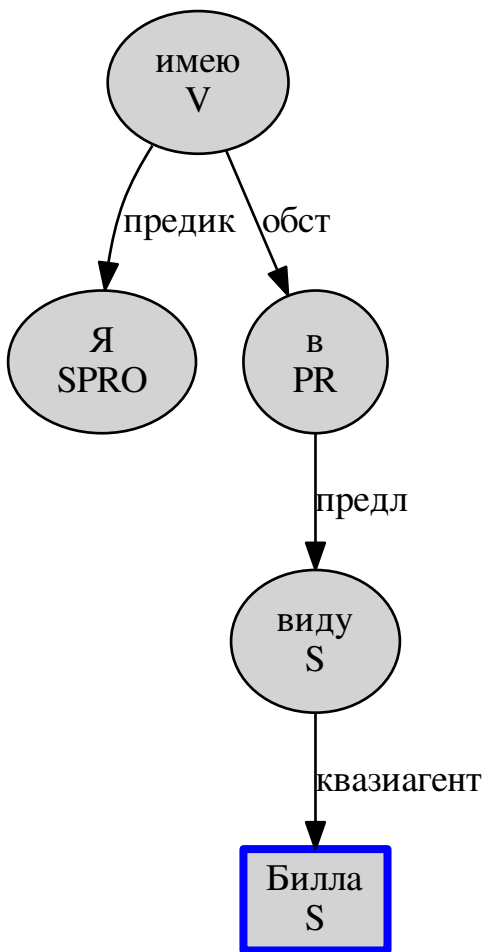 имею
V
предик
обст
Я
SPRO
в
PR
предл
виду
S
квазиагент
Билла
S